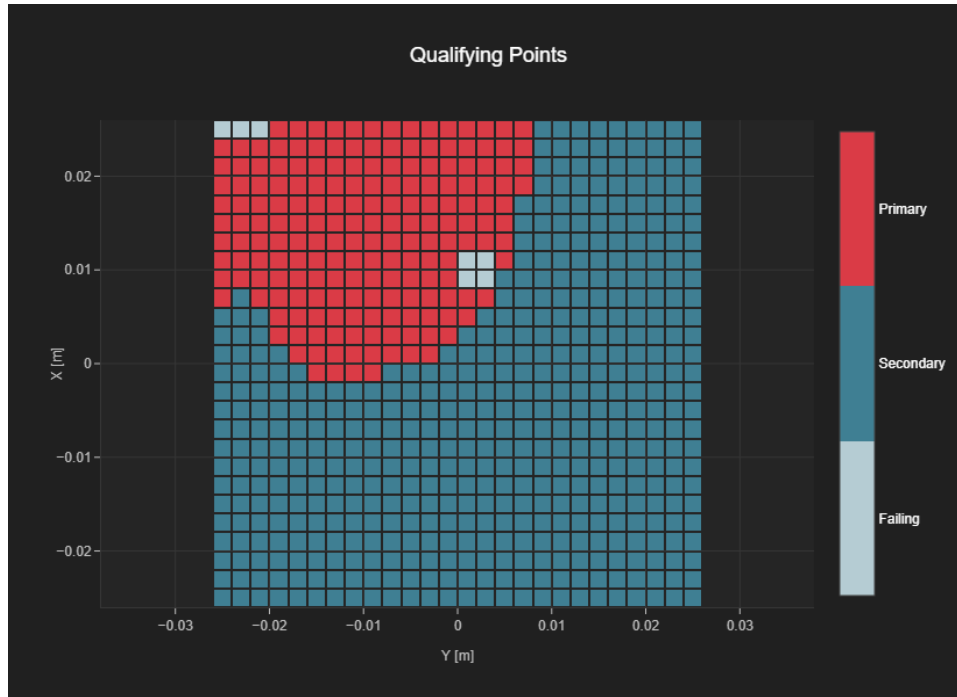 Qualifying Points
0.02
0.01
0
−0.01
−0.02
X [m]
−0.03
−0.02
−0.01
0
0.01
0.02
0.03
Y [m]
Primary
Secondary
Failing